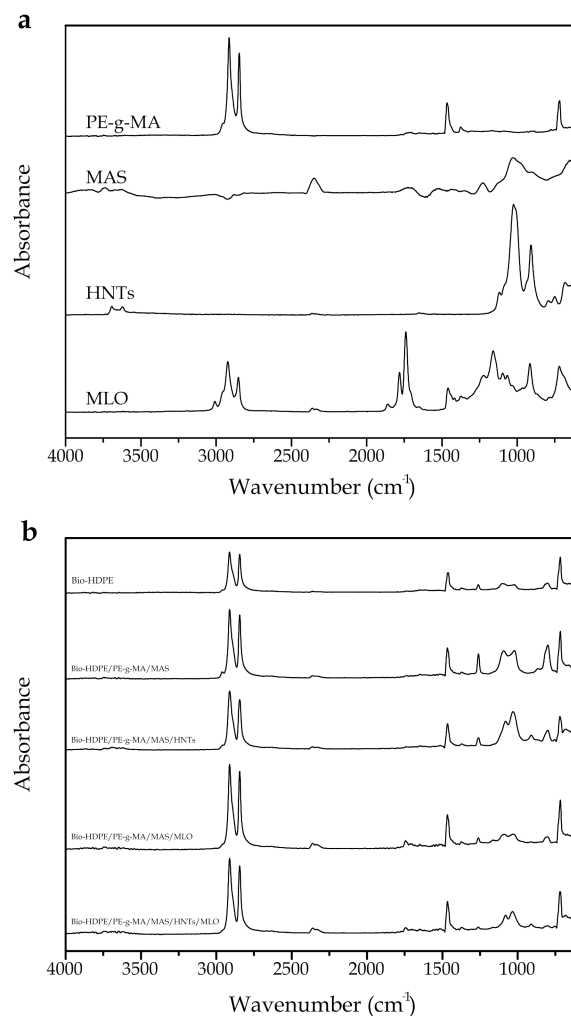 a
PE-g-MA
MAS
HNTs
MLO
Absorbance
4000 3500 3000 2500 2000 1500 1000
Wavenumber (cm-1)
b
Bio-HDPE
Bio-HDPE/PE-g-MA/MAS
Bio-HDPE/PE-g-MA/MAS/HNTs
Bio-HDPE/PE-g-MA/MAS/MLO
Bio-HDPE/PE-g-MA/MAS/HNTs/MLO
Absorbance
4000 3500 3000 2500 2000 1500 1000
Wavenumber (cm-1)